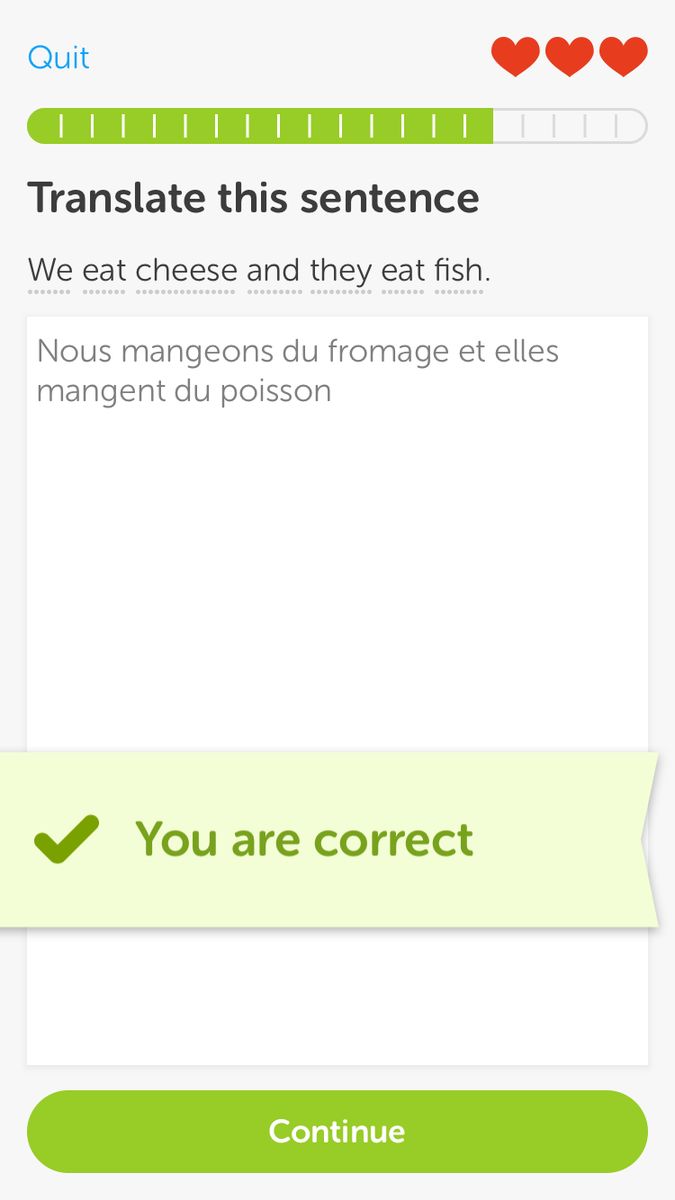 Quit
Translate this sentence
We eat cheese and they eat fish.
Nous mangeons du fromage et elles
mangent du poisson
You are correct
Continue